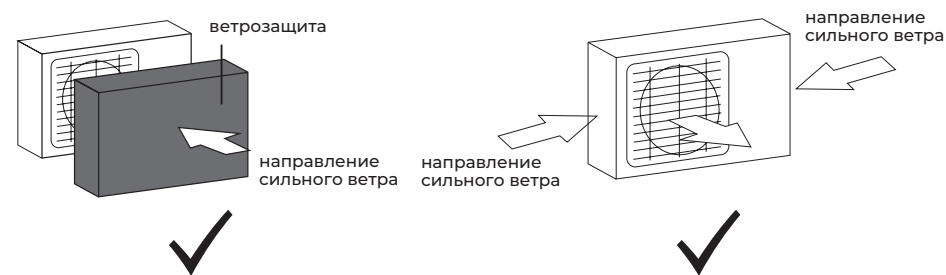 ветрозащита
направление
сильного ветра
направление
сильного ветра
направление
сильного ветра